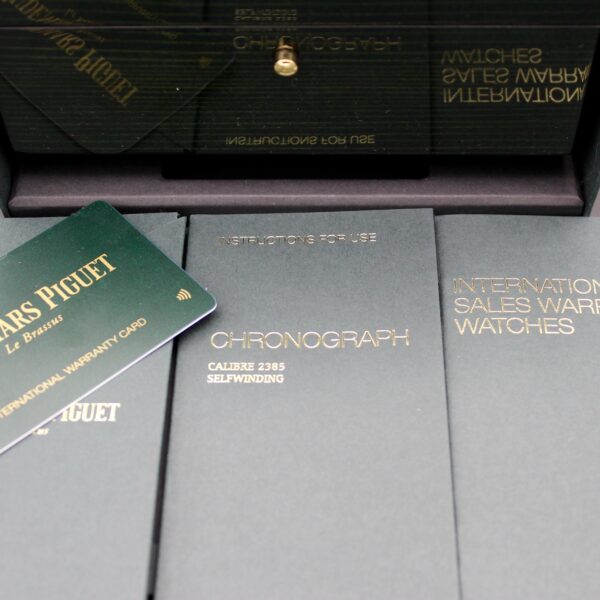 INSTRUCTIONS FOR USE
CHRONOGRAPH
CALIBRE 2385
SELFWINDING
INTERNATION
SALES WARR
WATCHES
ARS PIGUET
Le Brassus
TERNATIONAL WARRANTY CARD
PIGUET
CHRONOGRAPH
INSTRUCTIONS FOR USE
PIGUET
WATCHES
SALES WARRA
INTERNATIONA